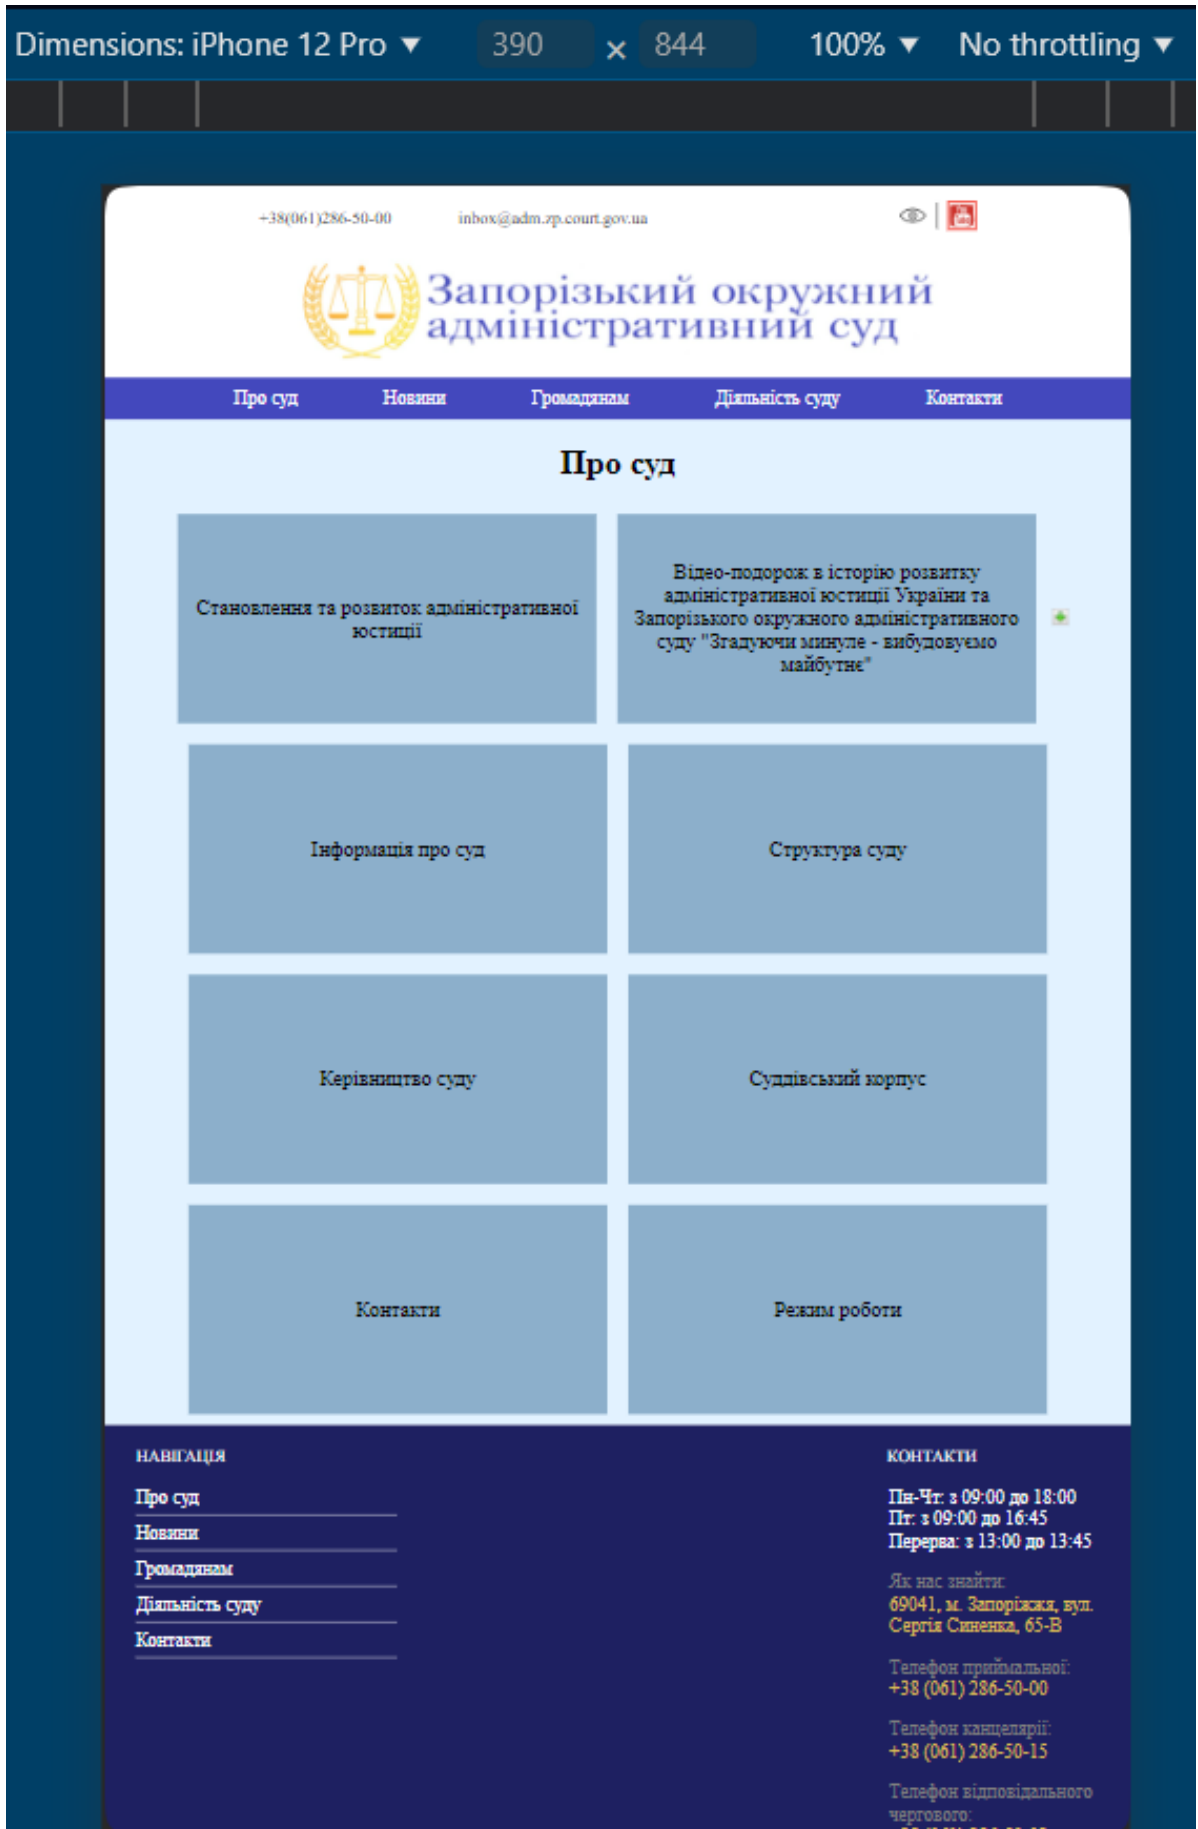 Dimensions: iPhone 12 Pro ▼ 390 × 844 100% ▼ No throttling ▼
+38(061)286-50-00 inbox@adm.zp.court.gov.ua
Запорізький окружний
адміністративний суд
Про суд Новини Громадянам Діяльність суду Контакти
Про суд
Становлення та розвиток адміністративної
юстиції
Відео-подорож в історію розвитку
адміністративної юстиції України та
Запорізького окружного адміністративного
суду "Згадуючи минуле - вибудовуємо
майбутнє"
Інформація про суд
Структура суду
Керівництво суду
Суддівський корпус
Контакти
Режим роботи
НАВІГАЦІЯ
Про суд
Новини
Громадянам
Діяльність суду
Контакти
КОНТАКТИ
Пн-Чт: з 09:00 до 18:00
Пт: з 09:00 до 16:45
Перерва: з 13:00 до 13:45
Як нас знайти:
69041, м. Запоріжжя, вул.
Сергія Синенка, 65-В
Телефон приймальної:
+38 (061) 286-50-00
Телефон канцелярії:
+38 (061) 286-50-15
Телефон відповідального
чергового: